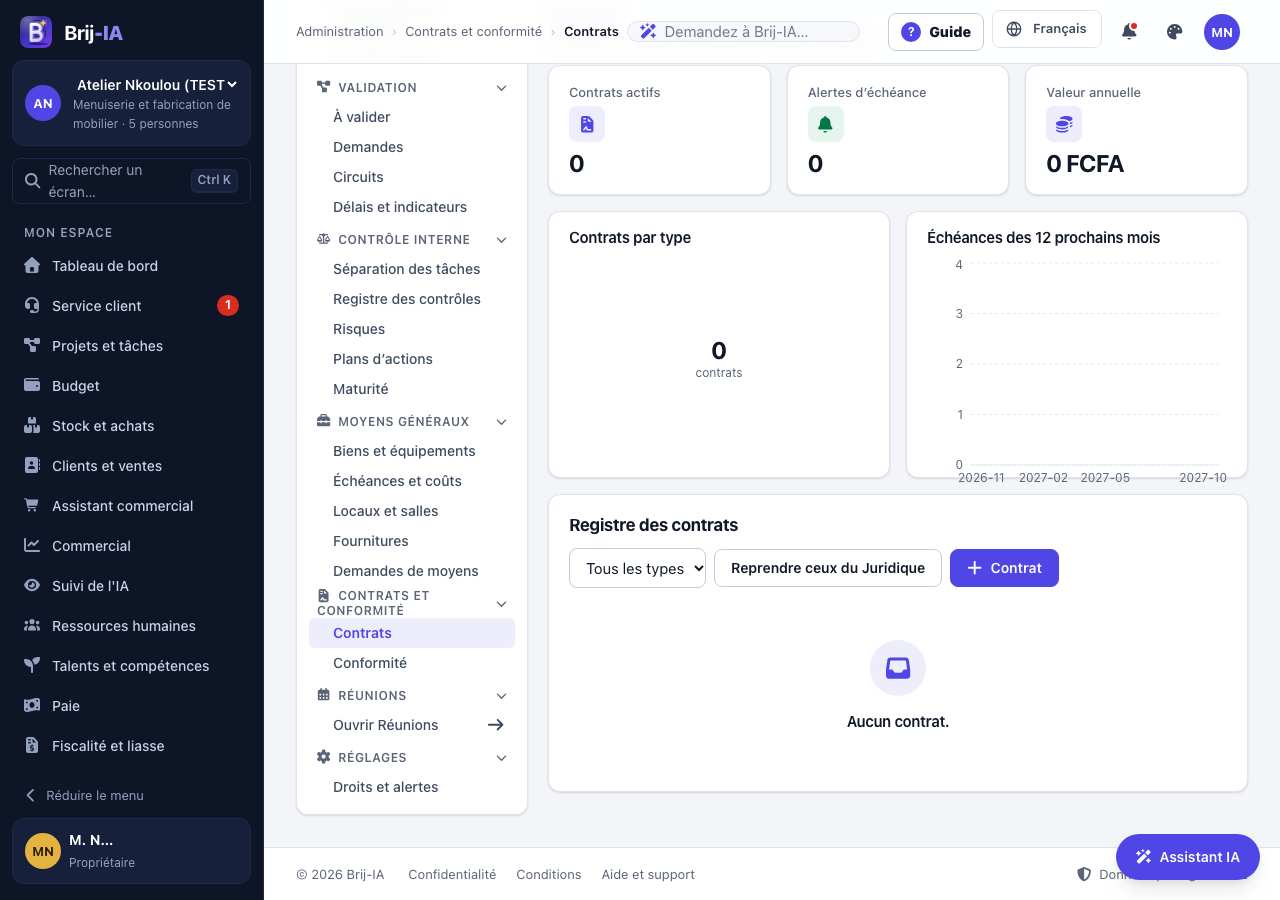 Brij-IA
Administration › Contrats et conformité › Contrats
Demandez à Brij-IA...
? Guide
Français
MN
AN
Atelier Nkoulou (TEST
Menuiserie et fabrication de
mobilier · 5 personnes
Rechercher un
écran...
Ctrl K
MON ESPACE
Tableau de bord
Service client
1
Projets et tâches
Budget
Stock et achats
Clients et ventes
Assistant commercial
Commercial
Suivi de l'IA
Ressources humaines
Talents et compétences
Paie
Fiscalité et liasse
Réduire le menu
MN
M. N...
Propriétaire
VALIDATION
À valider
Demandes
Circuits
Délais et indicateurs
CONTRÔLE INTERNE
Séparation des tâches
Registre des contrôles
Risques
Plans d’actions
Maturité
MOYENS GÉNÉRAUX
Biens et équipements
Échéances et coûts
Locaux et salles
Fournitures
Demandes de moyens
CONTRATS ET
CONFORMITÉ
Contrats
Conformité
RÉUNIONS
Ouvrir Réunions
RÉGLAGES
Droits et alertes
Contrats actifs
0
Alertes d’échéance
0
Valeur annuelle
0 FCFA
Contrats par type
0
contrats
Échéances des 12 prochains mois
4
3
2
1
0
2026-11 2027-02 2027-05 2027-10
Registre des contrats
Tous les types
Reprendre ceux du Juridique
+ Contrat
Aucun contrat.
© 2026 Brij-IA
Confidentialité
Conditions
Aide et support
Assistant IA